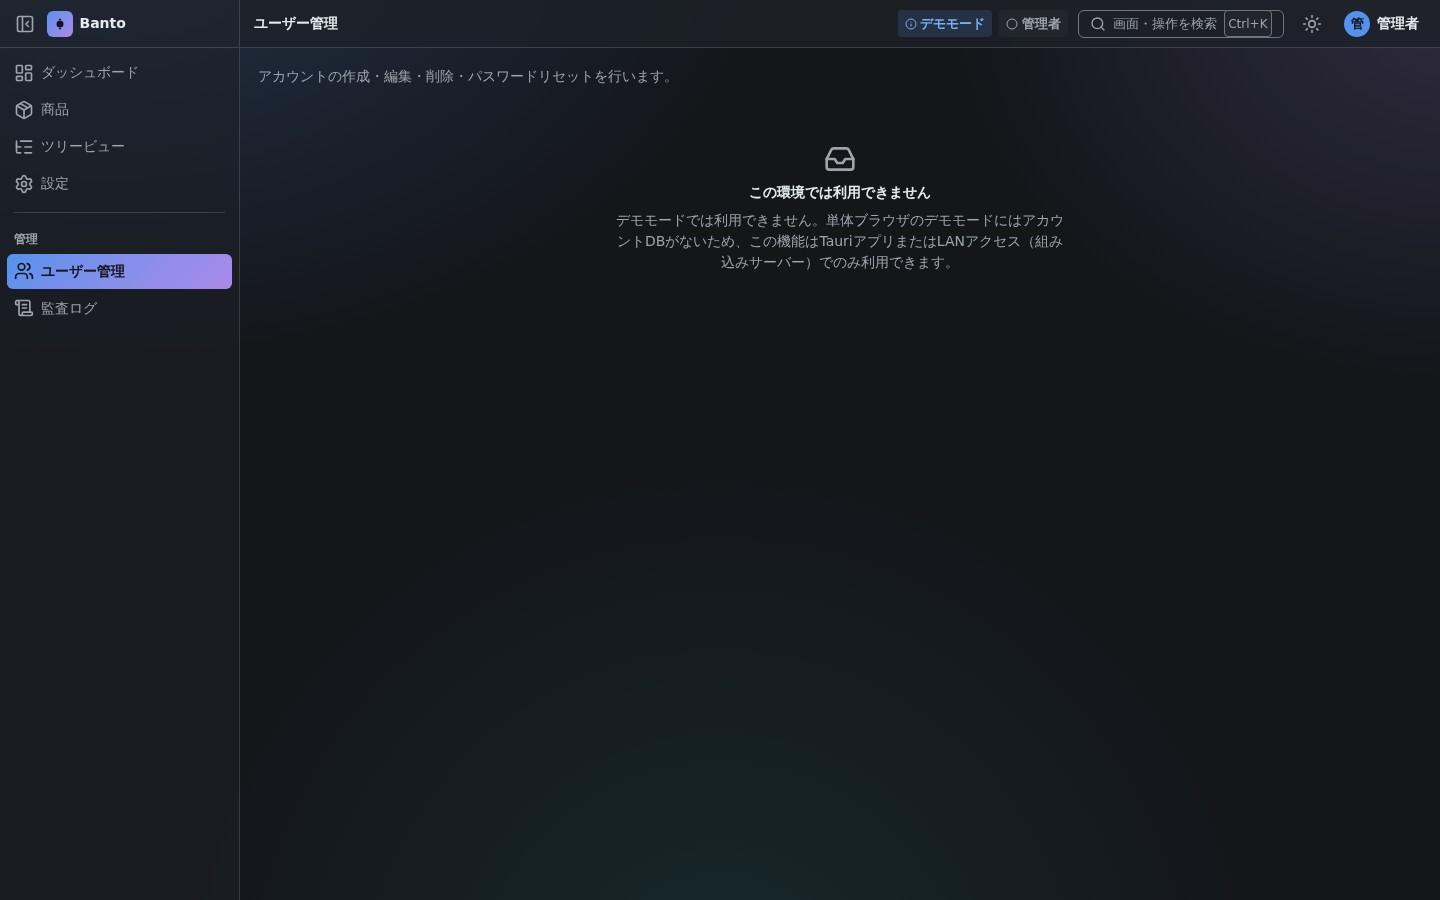 Banto
ユーザー管理
デモモード
管理者
画面・操作を検索 Ctrl+K
管 管理者
ダッシュボード
商品
ツリービュー
設定
管理
ユーザー管理
監査ログ
アカウントの作成・編集・削除・パスワードリセットを行います。
この環境では利用できません
デモモードでは利用できません。単体ブラウザのデモモードにはアカウ
ントDBがないため、この機能はTauriアプリまたはLANアクセス（組み
込みサーバー）でのみ利用できます。